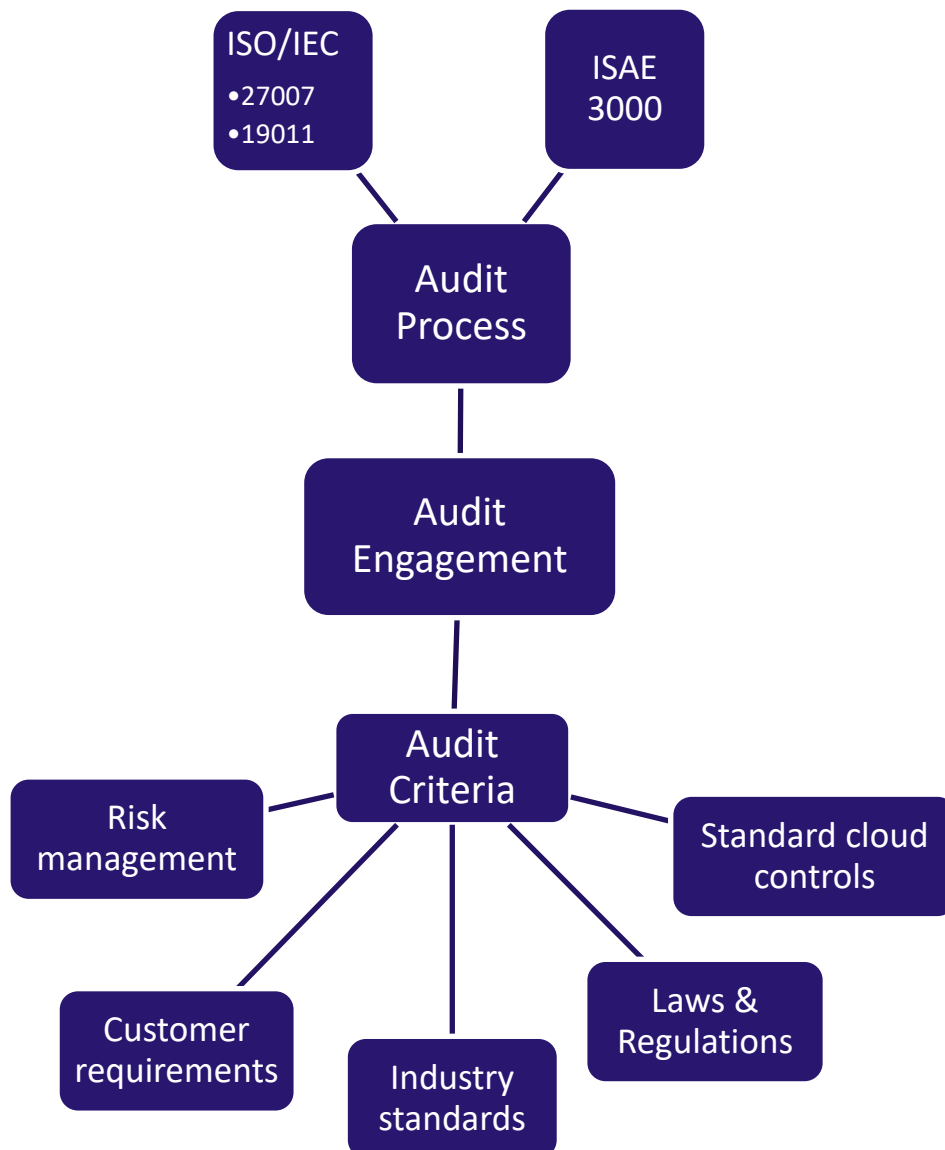 ISO/IEC
•27007
•19011
ISAE
3000
Audit
Process
Audit
Engagement
Audit
Criteria
Risk
management
Standard cloud
controls
Customer
requirements
Laws &
Regulations
Industry
standards